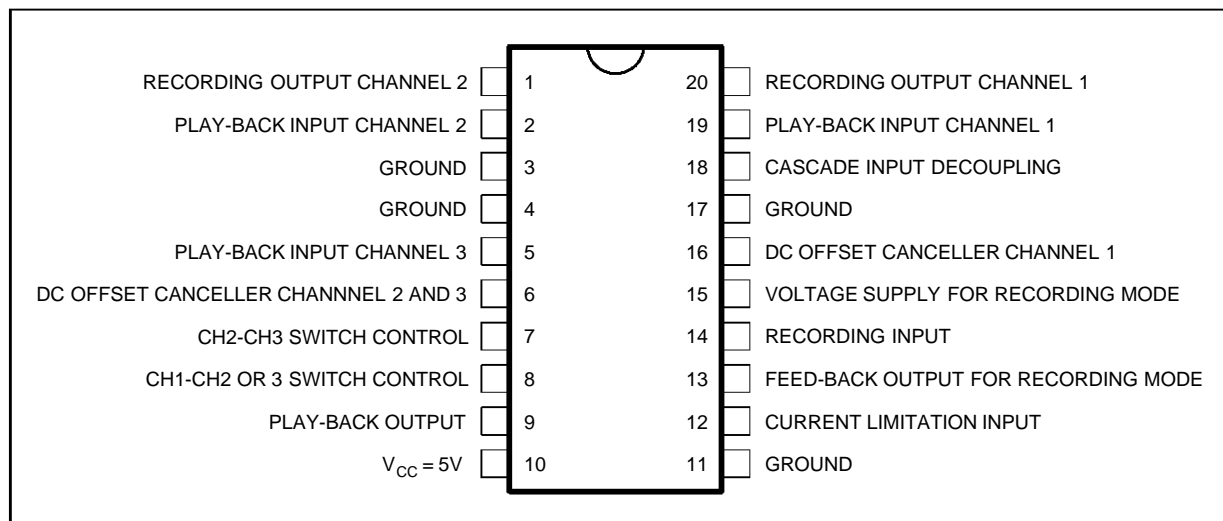 RECORDING OUTPUT CHANNEL 2 1 20 RECORDING OUTPUT CHANNEL 1
PLAY-BACK INPUT CHANNEL 2 2 19 PLAY-BACK INPUT CHANNEL 1
GROUND 3 18 CASCADE INPUT DECOUPLING
GROUND 4 17 GROUND
PLAY-BACK INPUT CHANNEL 3 5 16 DC OFFSET CANCELLER CHANNEL 1
DC OFFSET CANCELLER CHANNNEL 2 AND 3 6 15 VOLTAGE SUPPLY FOR RECORDING MODE
CH2-CH3 SWITCH CONTROL 7 14 RECORDING INPUT
CH1-CH2 OR 3 SWITCH CONTROL 8 13 FEED-BACK OUTPUT FOR RECORDING MODE
PLAY-BACK OUTPUT 9 12 CURRENT LIMITATION INPUT
VCC = 5V 10 11 GROUND